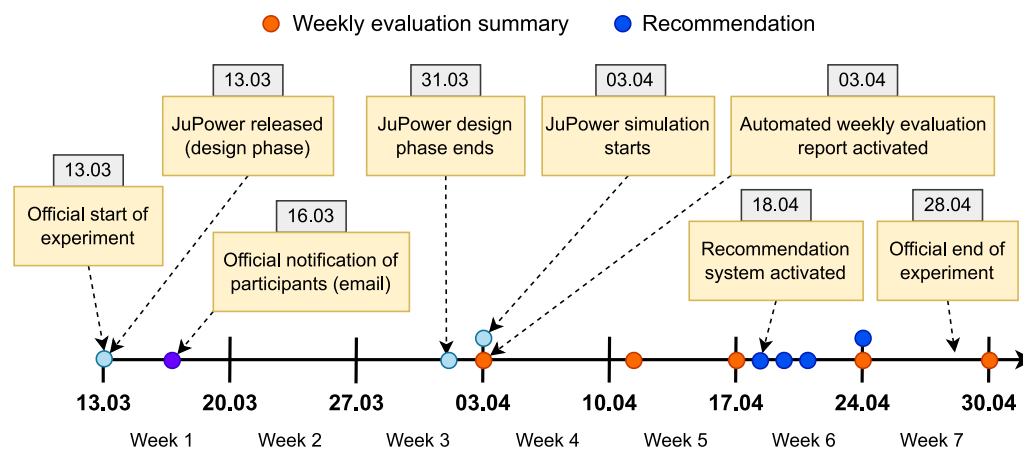 Weekly evaluation summary
Recommendation
13.03
JuPower released
(design phase)
31.03
JuPower design
phase ends
03.04
JuPower simulation
starts
03.04
Automated weekly evaluation
report activated
13.03
Official start of
experiment
16.03
Official notification of
participants (email)
18.04
Recommendation
system activated
28.04
Official end of
experiment
13.03
20.03
27.03
03.04
10.04
17.04
24.04
30.04
Week 1
Week 2
Week 3
Week 4
Week 5
Week 6
Week 7